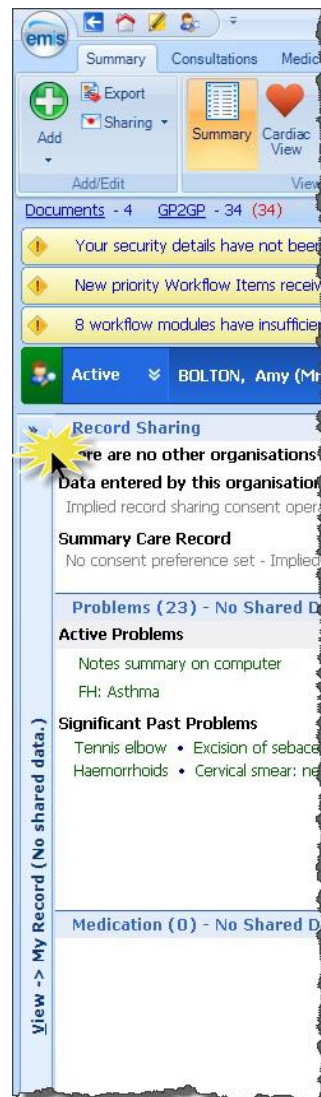 emis
Summary Consultations Medic
Export
Sharing
Add
Summary
Cardiac View
Add/Edit
View
Documents - 4 GP2GP - 34 (34)
Your security details have not been
New priority Workflow Items receiv
8 workflow modules have insufficie
Active BOLTON, Amy (Mr
» Record Sharing
are no other organisations
Data entered by this organisation
Implied record sharing consent oper
Summary Care Record
No consent preference set - Implied
Problems (23) - No Shared D
Active Problems
Notes summary on computer
FH: Asthma
Significant Past Problems
Tennis elbow • Excision of sebace
Haemorrhoids • Cervical smear: ne
Medication (0) - No Shared D
View -> My Record (No shared data.)